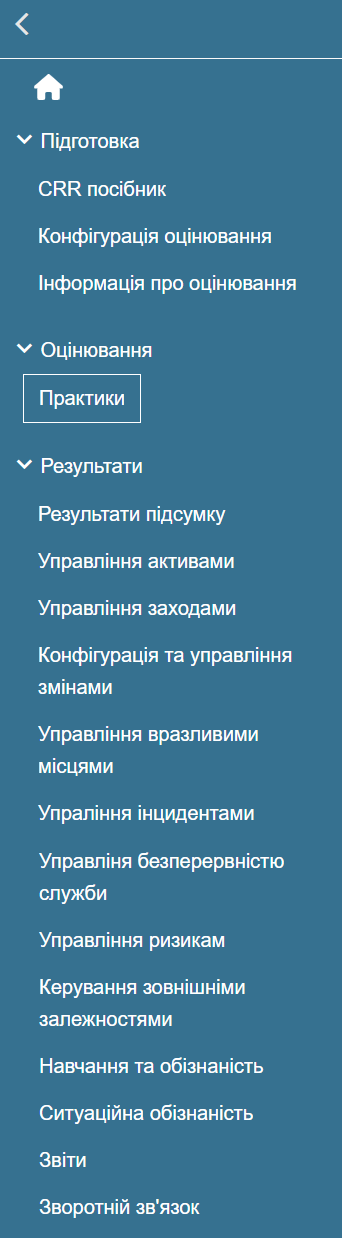 Підготовка
CRR посібник
Конфігурація оцінювання
Інформація про оцінювання
Оцінювання
Практики
Результати
Результати підсумку
Управління активами
Управління заходами
Конфігурація та управління
змінами
Управління вразливими
місцями
Упраління інцидентами
Управліня безперервністю
служби
Управління ризикам
Керування зовнішніми
залежностями
Навчання та обізнаність
Ситуаційна обізнаність
Звіти
Зворотній зв'язок